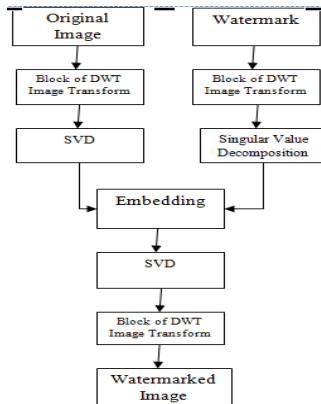 Original
Image
Watermark
Block of DWT
Image Transform
Block of DWT
Image Transform
SVD
Singular Value
Decomposition
Embedding
SVD
Block of DWT
Image Transform
Watermarked
Image